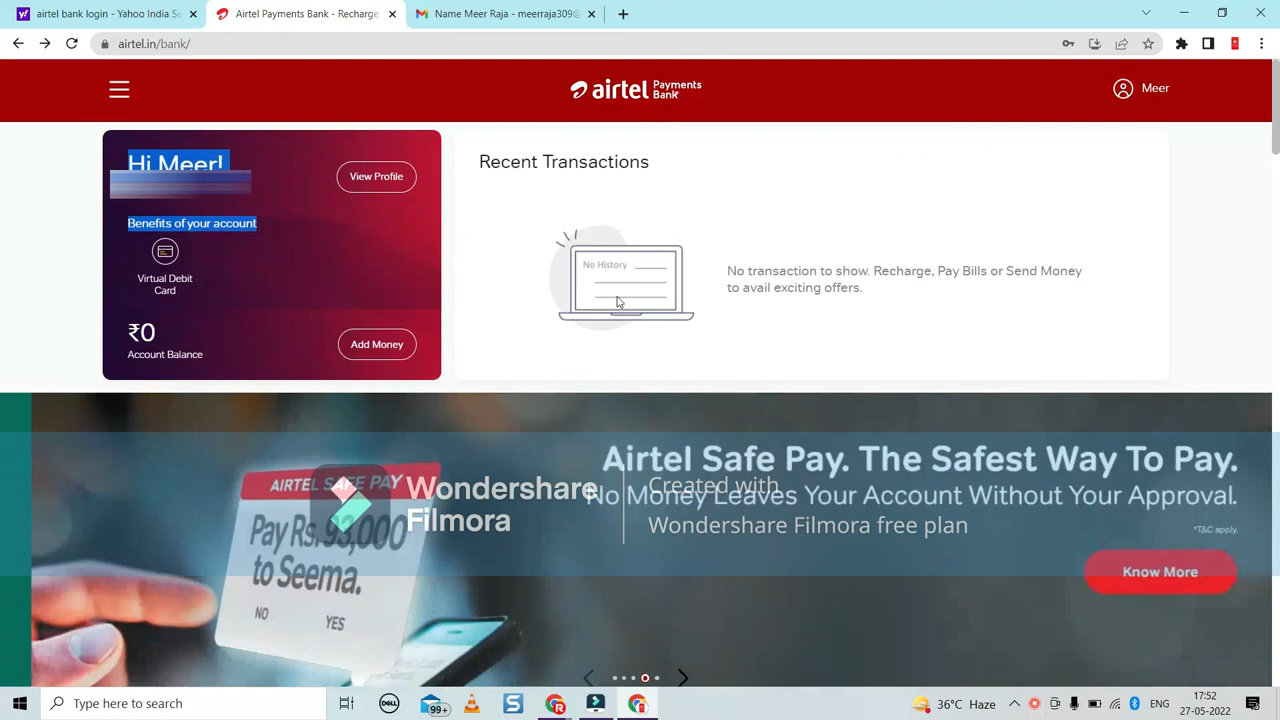 airtel bank login - Yahoo India Se
Airtel Payments Bank - Recharge,
Name Meer Raja - meerraja309@
airtel.in/bank/
airtel Payments Bank
Meer
Hi Meer!
View Profile
Benefits of your account
Virtual Debit
Card
₹0
Account Balance
Add Money
Recent Transactions
No History
No transaction to show. Recharge, Pay Bills or Send Money
to avail exciting offers.
Airtel Safe Pay. The Safest Way To Pay.
No Money Leaves Your Account Without Your Approval.
*T&C apply.
Know More
AIRTEL SAFE PAY
Pay Rs. 93,000
to Seema.
NO YES
Wondershare
Filmora
Created with
Wondershare Filmora free plan
Type here to search
DELL
99+
36°C Haze
ENG
17:52
27-05-2022